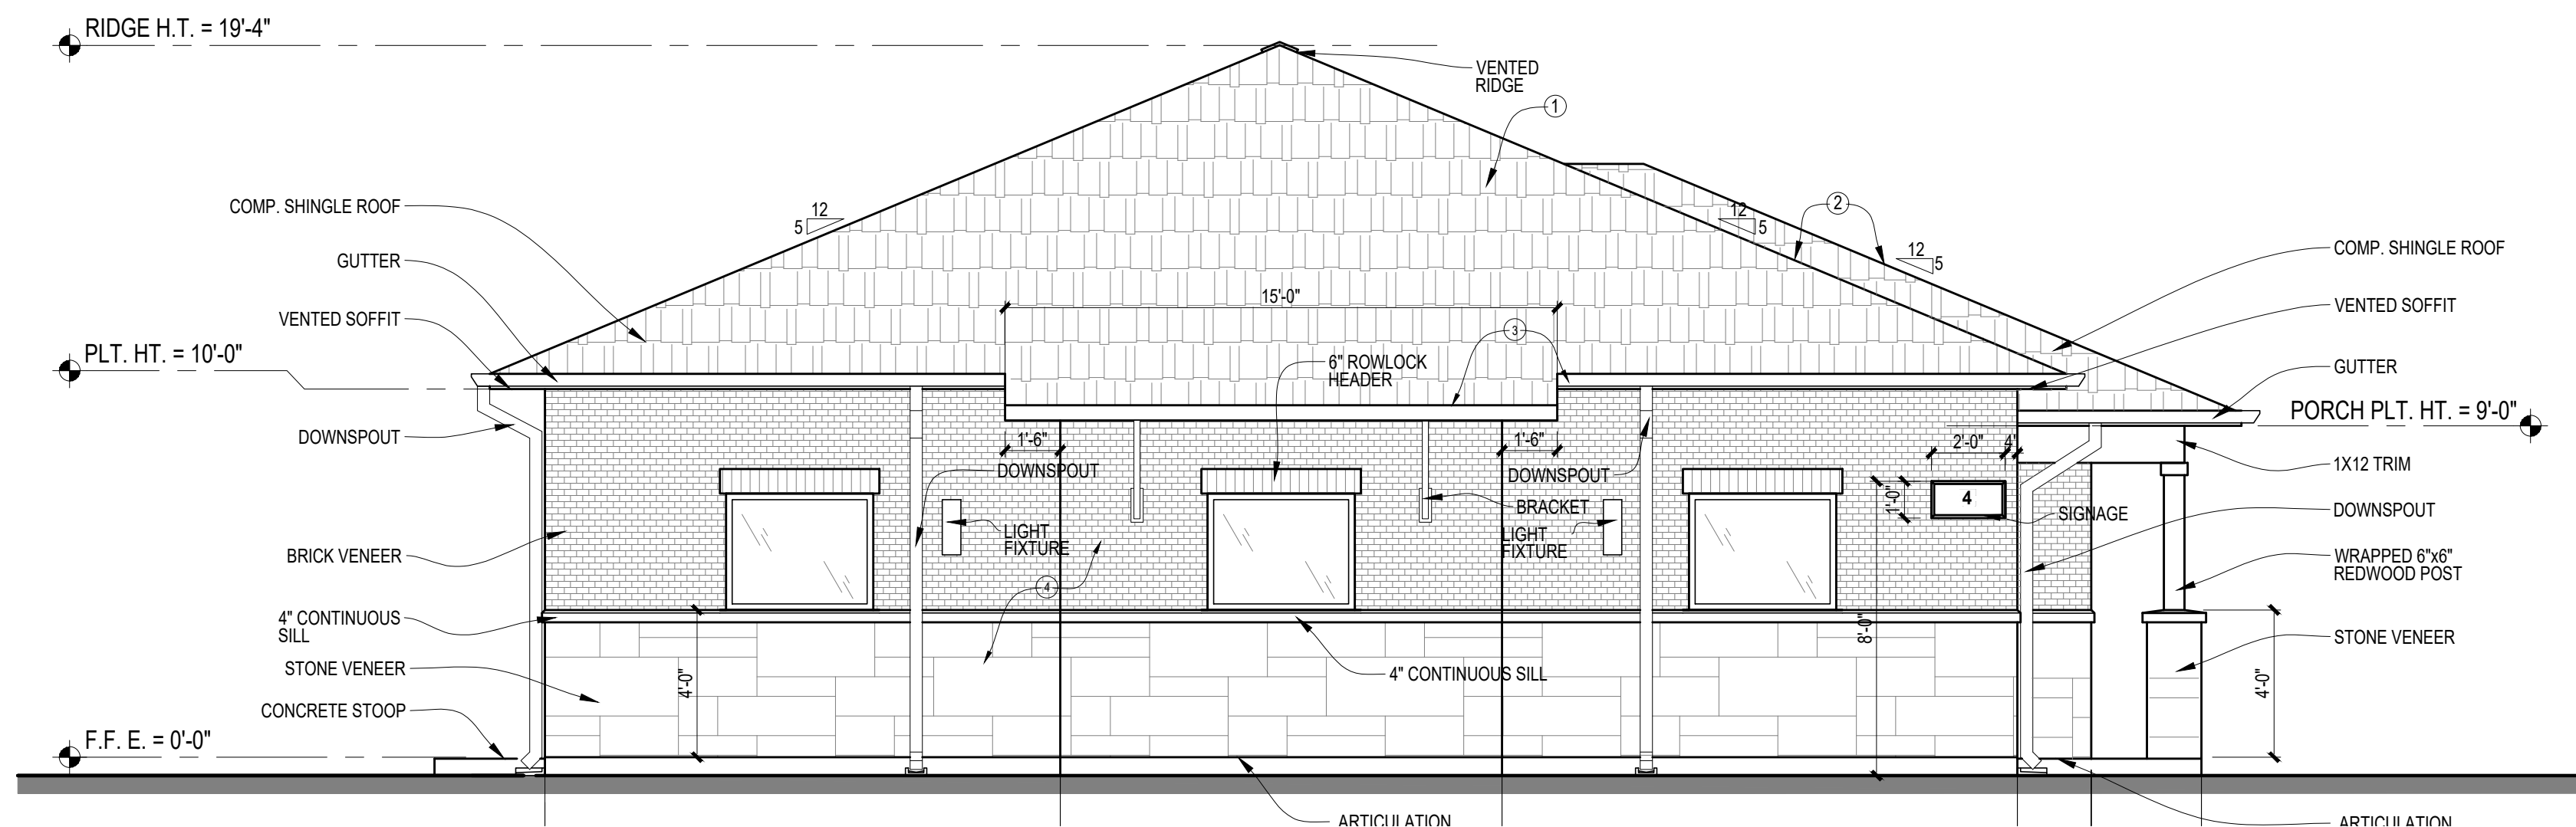 RIDGE H.T. = 19'-4"
VENTED
RIDGE
1
COMP. SHINGLE ROOF
12
5
12
5
2
12
5
COMP. SHINGLE ROOF
GUTTER
15'-0"
VENTED SOFFIT
VENTED SOFFIT
3
PLT. HT. = 10'-0"
6" ROWLOCK
HEADER
GUTTER
PORCH PLT. HT. = 9'-0"
DOWNSPOUT
1'-6"
1'-6"
2'-0"
4"
DOWNSPOUT
DOWNSPOUT
1X12 TRIM
1'-0"
4
BRACKET
SIGNAGE
DOWNSPOUT
LIGHT
FIXTURE
LIGHT
FIXTURE
BRICK VENEER
WRAPPED 6"x6"
REDWOOD POST
4
4" CONTINUOUS
SILL
8'-0"
STONE VENEER
STONE VENEER
4'-0"
4" CONTINUOUS SILL
4'-0"
CONCRETE STOOP
F.F. E. = 0'-0"
ARTICULATION
ARTICULATION